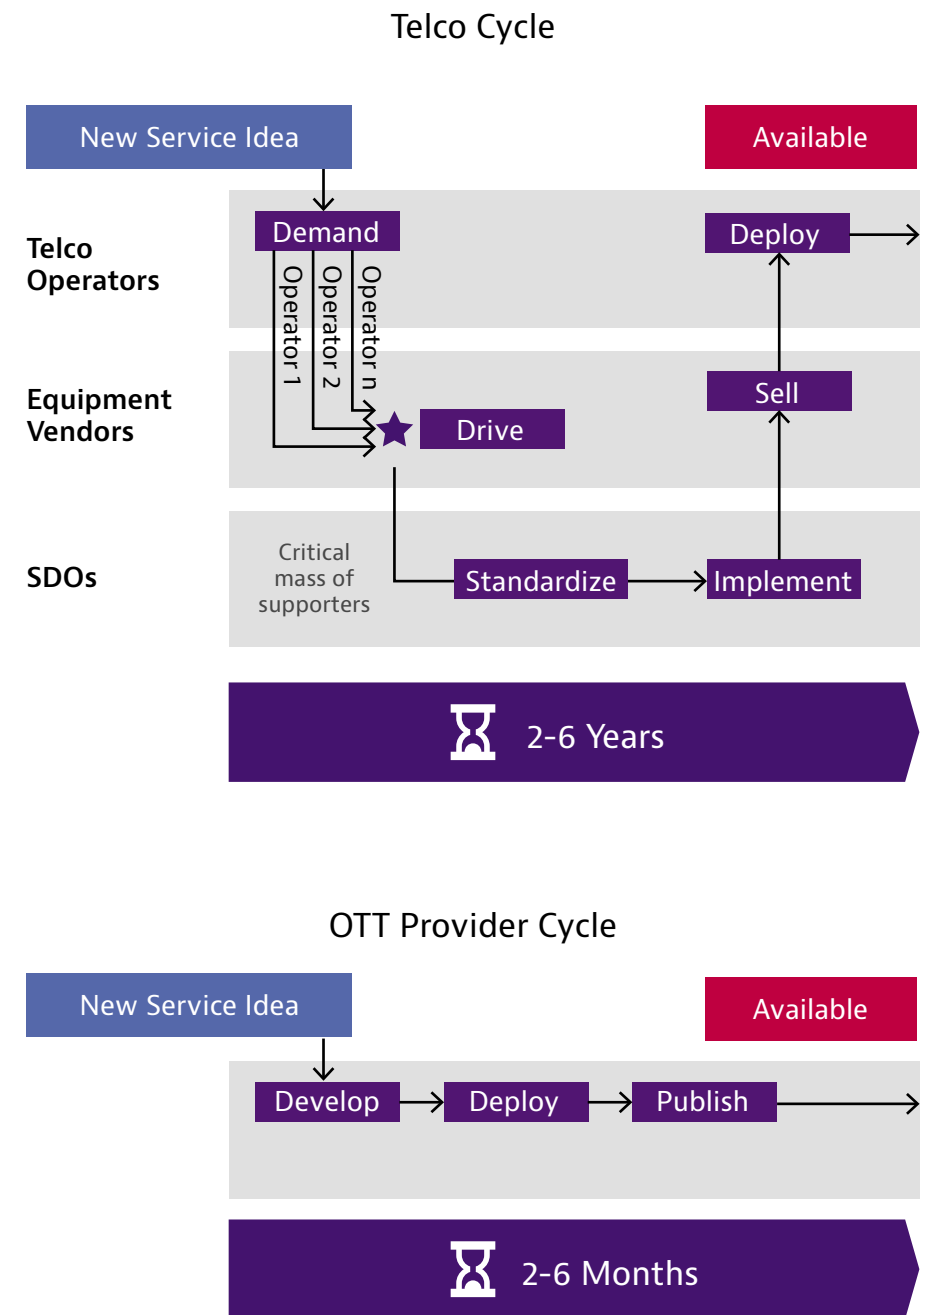 Telco Cycle
New Service Idea
Available
Telco
Operators
Demand
Deploy
Operator 1
Operator 2
Operator n
Equipment
Vendors
Sell
Drive
SDOs
Critical
mass of
supporters
Standardize
Implement
2-6 Years
OTT Provider Cycle
New Service Idea
Available
Develop
Deploy
Publish
2-6 Months